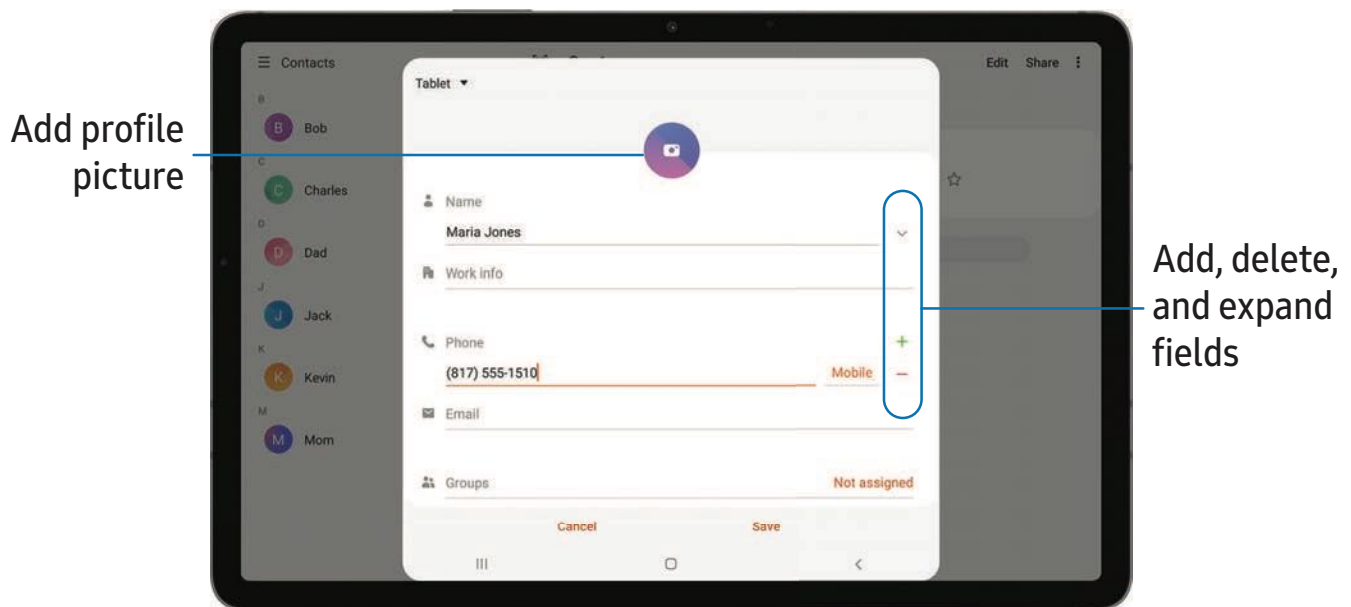 Add profile
picture
Contacts
Edit Share
B
B Bob
C
C Charles
D
D Dad
J
J Jack
K
K Kevin
M
M Mom
Tablet
Name
Maria Jones
Work info
Phone
(817) 555-1510
Mobile
Email
Groups
Not assigned
Cancel
Save
Add, delete,
and expand
fields